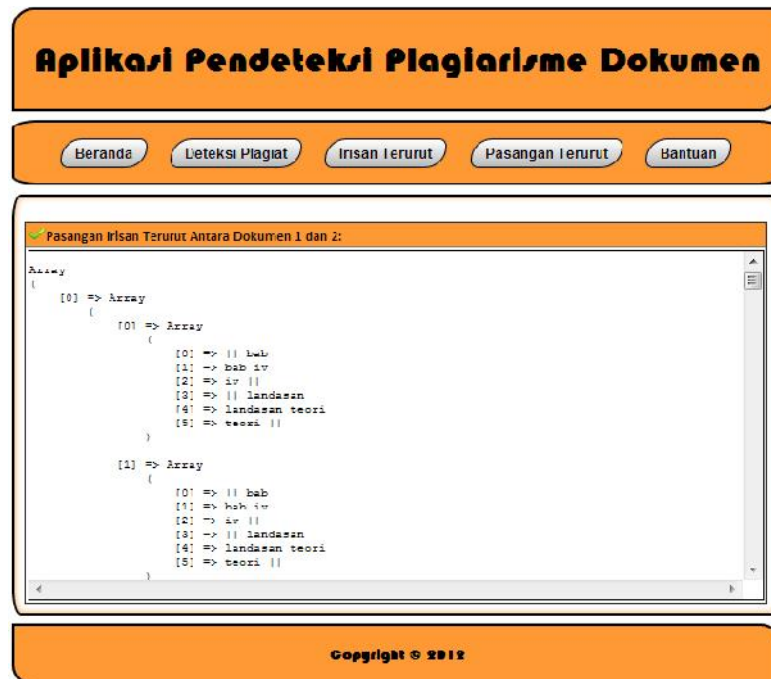 Aplikasi Pendeteksi Plagiarisme Dokumen
Beranda Deteksi Plagiat Irisan Terurut Pasangan Terurut Bantuan
Pasangan Irisan Terurut Antara Dokumen 1 dan 2:
Array
(
[0] => Array
(
[0] => Array
(
[0] => || bab
[1] => bab iv
[2] => iv ||
[3] => || landasan
[4] => landasan teori
[5] => teori ||
)
[1] => Array
(
[0] => || bab
[1] => bab iv
[2] => iv ||
[3] => || landasan
[4] => landasan teori
[5] => teori ||
)
Copyright © 2012